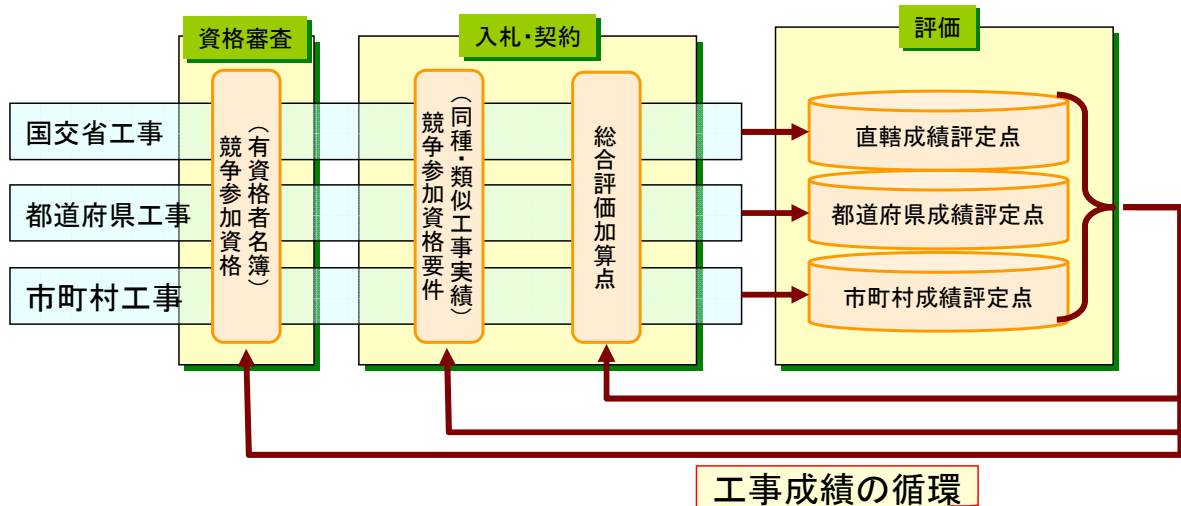 資格審査
入札・契約
評価
国交省工事
都道府県工事
市町村工事
競争参加資格
（有資格者名簿）
競争参加資格要件
（同種・類似工事実績）
総合評価加算点
直轄成績評定点
都道府県成績評定点
市町村成績評定点
工事成績の循環